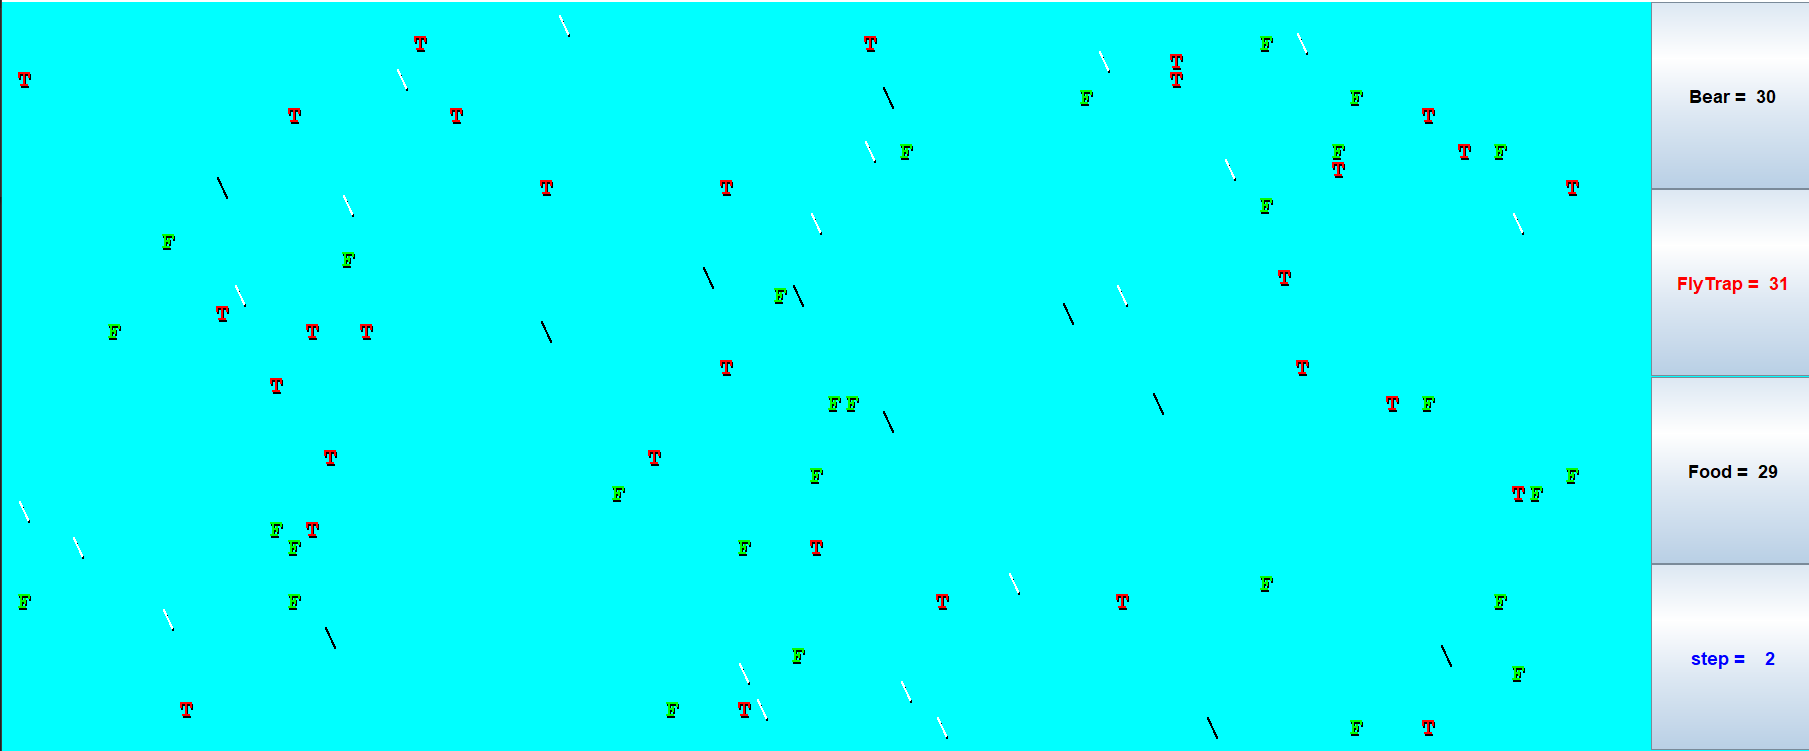 \
T T F \
\ T
T \ T
\ F F
T T T
\ F F T F
\ T
\ T T T
\ F
\ \
F
F
\ T
\ F \ \
T \
F T T \
T T
T
F F \ T F
\
T T
F F
F T F
\
F T
\ F F T
\ F
F F T T F
\
\
F \
\ F
\
T F T \
\ \ F T
Bear = 30
FlyTrap = 31
Food = 29
step = 2